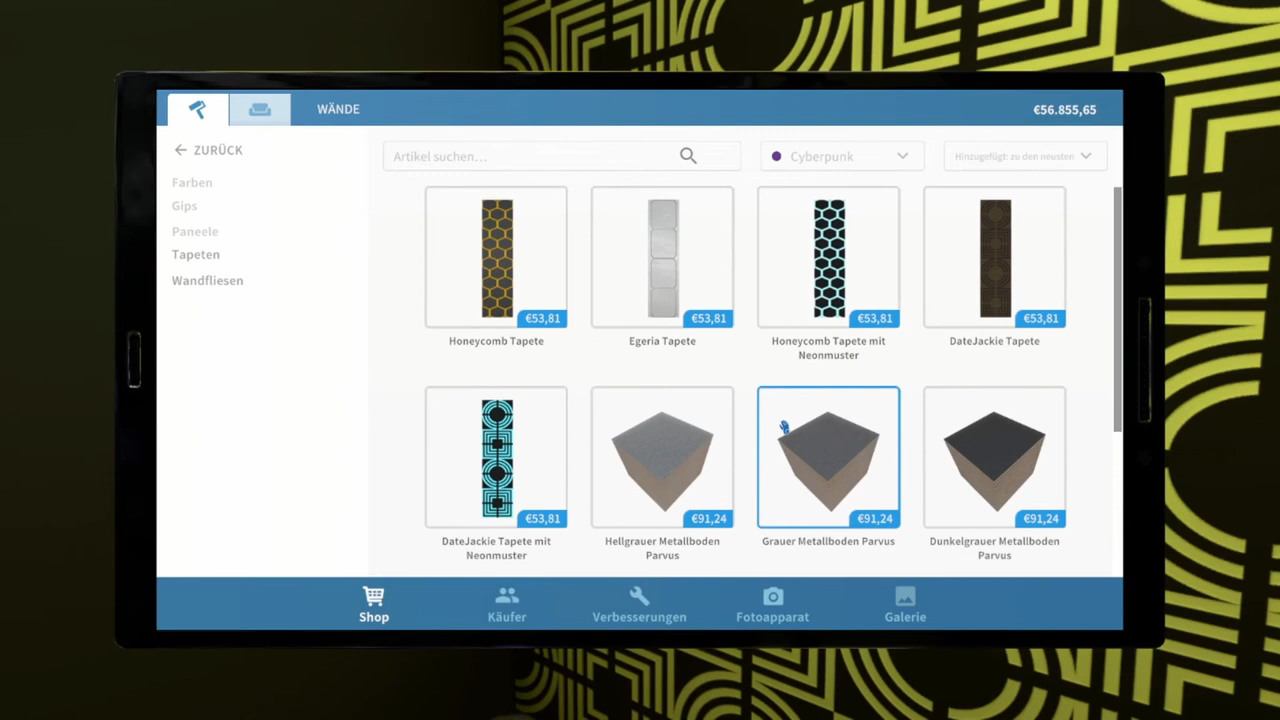 WÄNDE
€56.855,65
ZURÜCK
Farben
Gips
Paneele
Tapeten
Wandfliesen
Artikel suchen...
Cyberpunk
Hinzugefügt: zu den neusten
€53,81
€53,81
€53,81
€53,81
Honeycomb Tapete
Egeria Tapete
Honeycomb Tapete mit
Neonmuster
DateJackie Tapete
€53,81
€91,24
€91,24
€91,24
DateJackie Tapete mit
Neonmuster
Hellgrauer Metallboden
Parvus
Grauer Metallboden Parvus
Dunkelgrauer Metallboden
Parvus
Shop
Käufer
Verbesserungen
Fotoapparat
Galerie